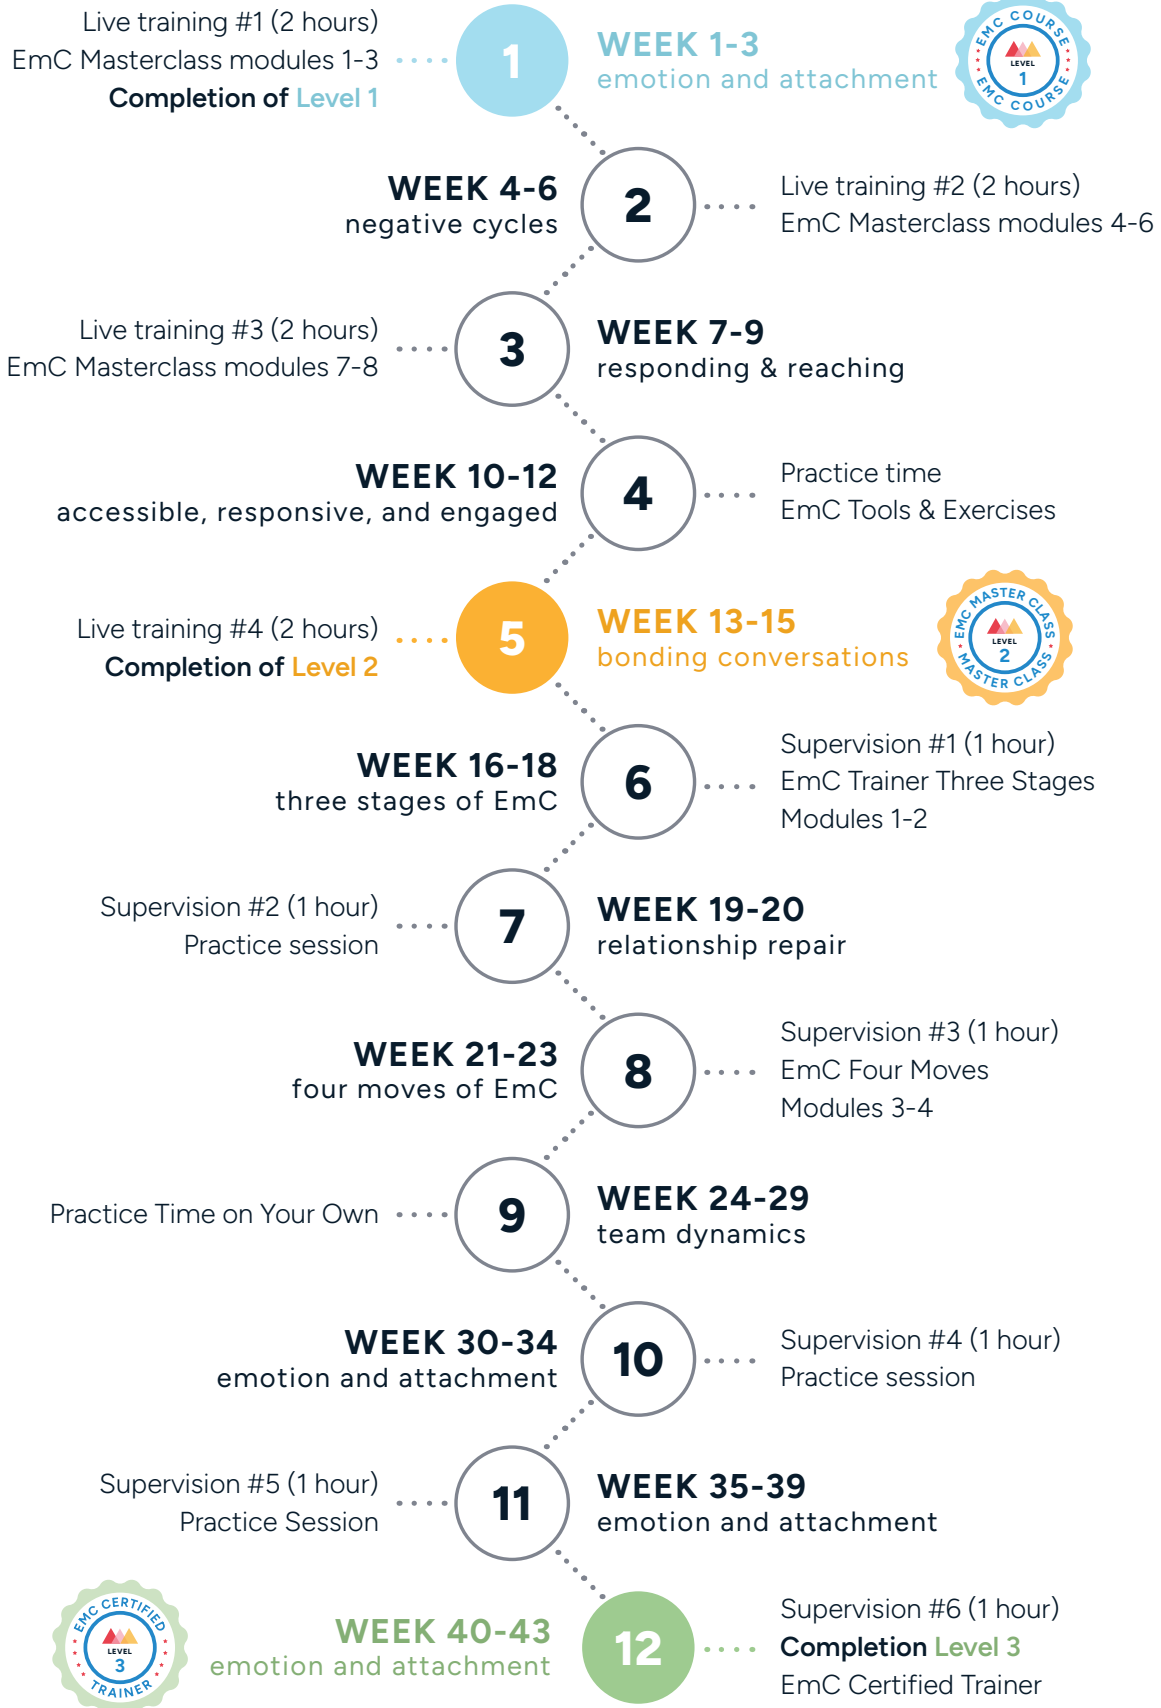 Live training #1 (2 hours)
EmC Masterclass modules 1-3
Completion of Level 1
1
WEEK 1-3
emotion and attachment
EMC COURSE
LEVEL
1
EMC COURSE
WEEK 4-6
negative cycles
2
Live training #2 (2 hours)
EmC Masterclass modules 4-6
Live training #3 (2 hours)
EmC Masterclass modules 7-8
3
WEEK 7-9
responding & reaching
WEEK 10-12
accessible, responsive, and engaged
4
Practice time
EmC Tools & Exercises
Live training #4 (2 hours)
Completion of Level 2
5
WEEK 13-15
bonding conversations
EMC MASTER CLASS
LEVEL
2
MASTER CLASS
WEEK 16-18
three stages of EmC
6
Supervision #1 (1 hour)
EmC Trainer Three Stages
Modules 1-2
Supervision #2 (1 hour)
Practice session
7
WEEK 19-20
relationship repair
WEEK 21-23
four moves of EmC
8
Supervision #3 (1 hour)
EmC Four Moves
Modules 3-4
Practice Time on Your Own
9
WEEK 24-29
team dynamics
WEEK 30-34
emotion and attachment
10
Supervision #4 (1 hour)
Practice session
Supervision #5 (1 hour)
Practice Session
11
WEEK 35-39
emotion and attachment
EMC CERTIFIED
LEVEL
3
TRAINER
WEEK 40-43
emotion and attachment
12
Supervision #6 (1 hour)
Completion Level 3
EmC Certified Trainer